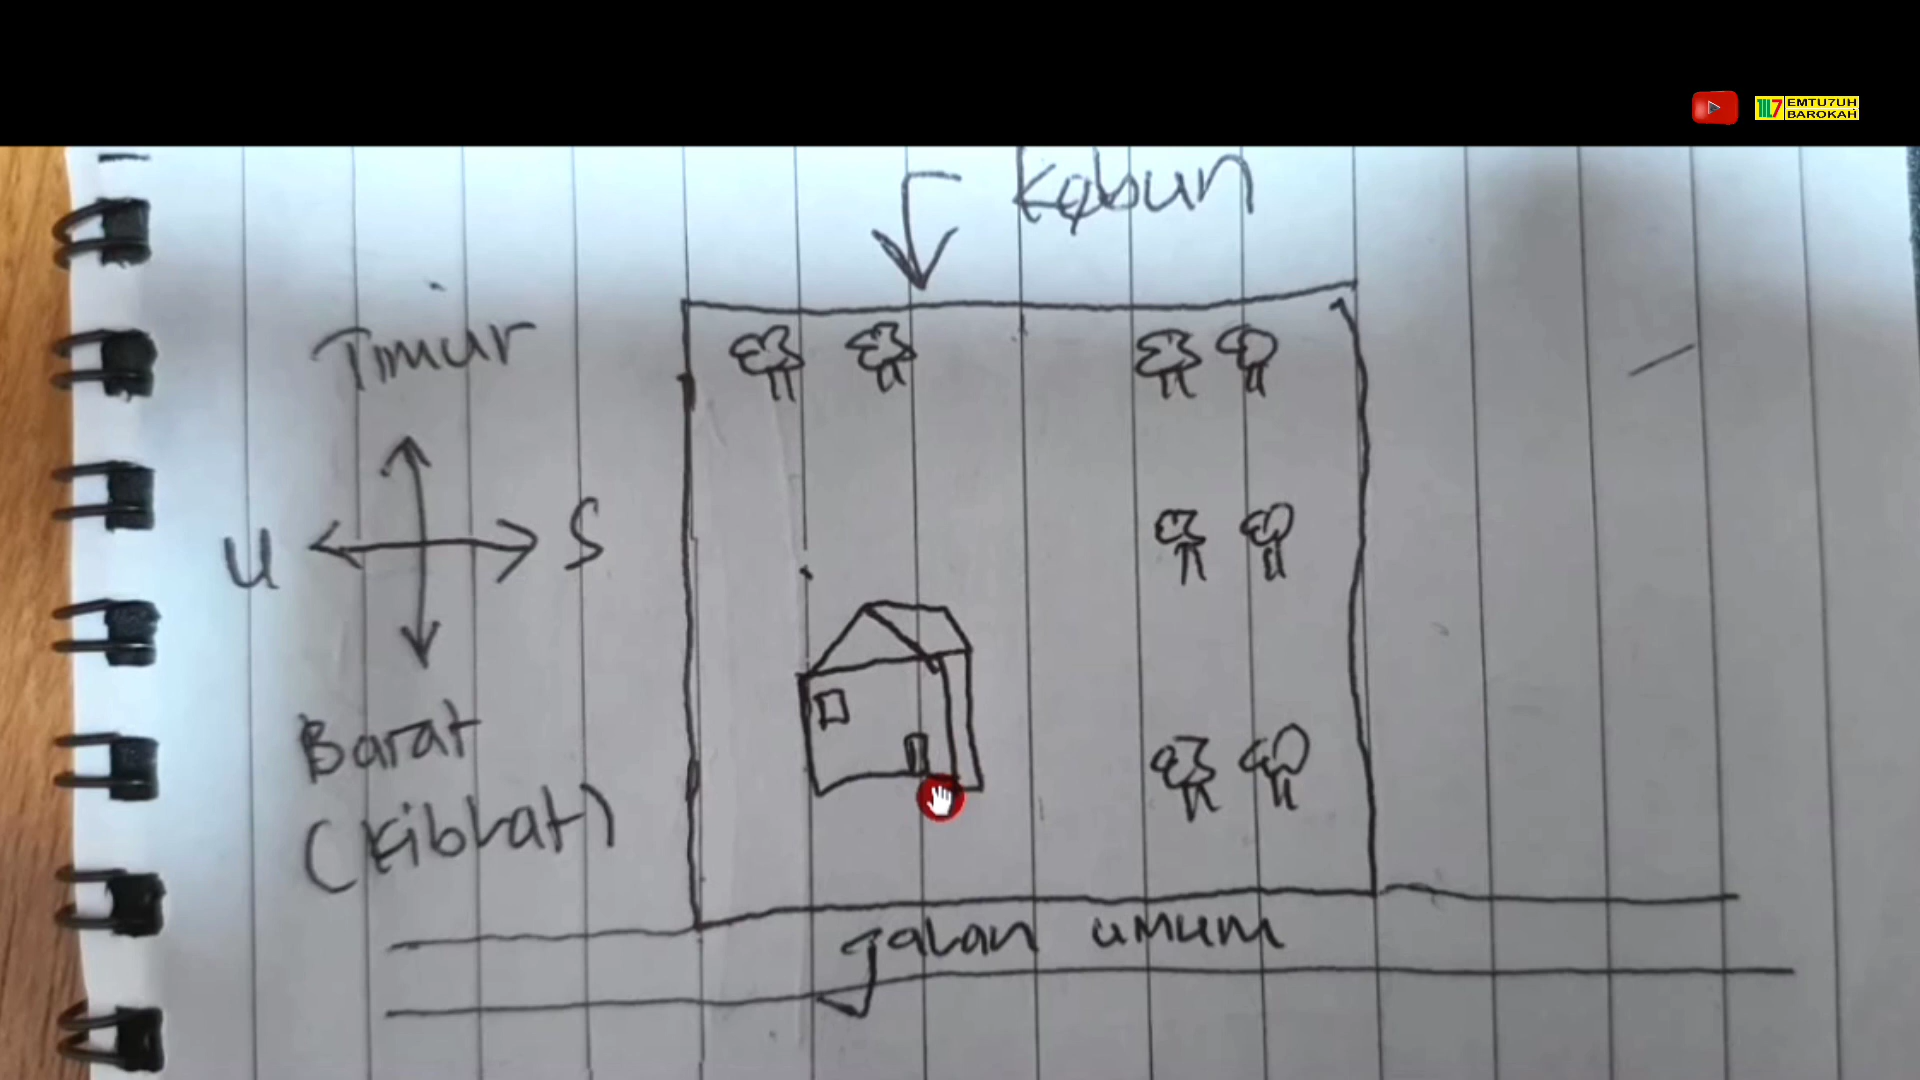 EMTU7UH
BAROKAH
Kebun
Timur
U
S
Barat
(Kiblat)
Jalan umum